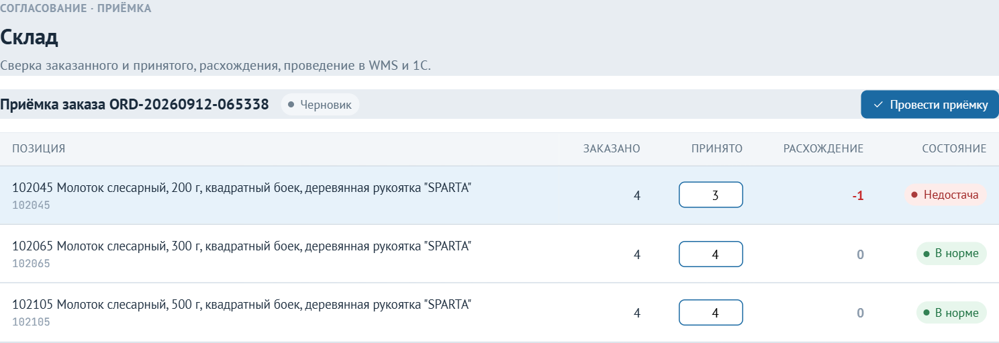 СОГЛАСОВАНИЕ · ПРИЁМКА
Склад
Сверка заказанного и принятого, расхождения, проведение в WMS и 1С.
Приёмка заказа ORD-20260912-065338 Черновик Провести приёмку
ПОЗИЦИЯ ЗАКАЗАНО ПРИНЯТО РАСХОЖДЕНИЕ СОСТОЯНИЕ
102045 Молоток слесарный, 200 г, квадратный боек, деревянная рукоятка "SPARTA"
102045
4 3 -1 Недостача
102065 Молоток слесарный, 300 г, квадратный боек, деревянная рукоятка "SPARTA"
102065
4 4 0 В норме
102105 Молоток слесарный, 500 г, квадратный боек, деревянная рукоятка "SPARTA"
102105
4 4 0 В норме